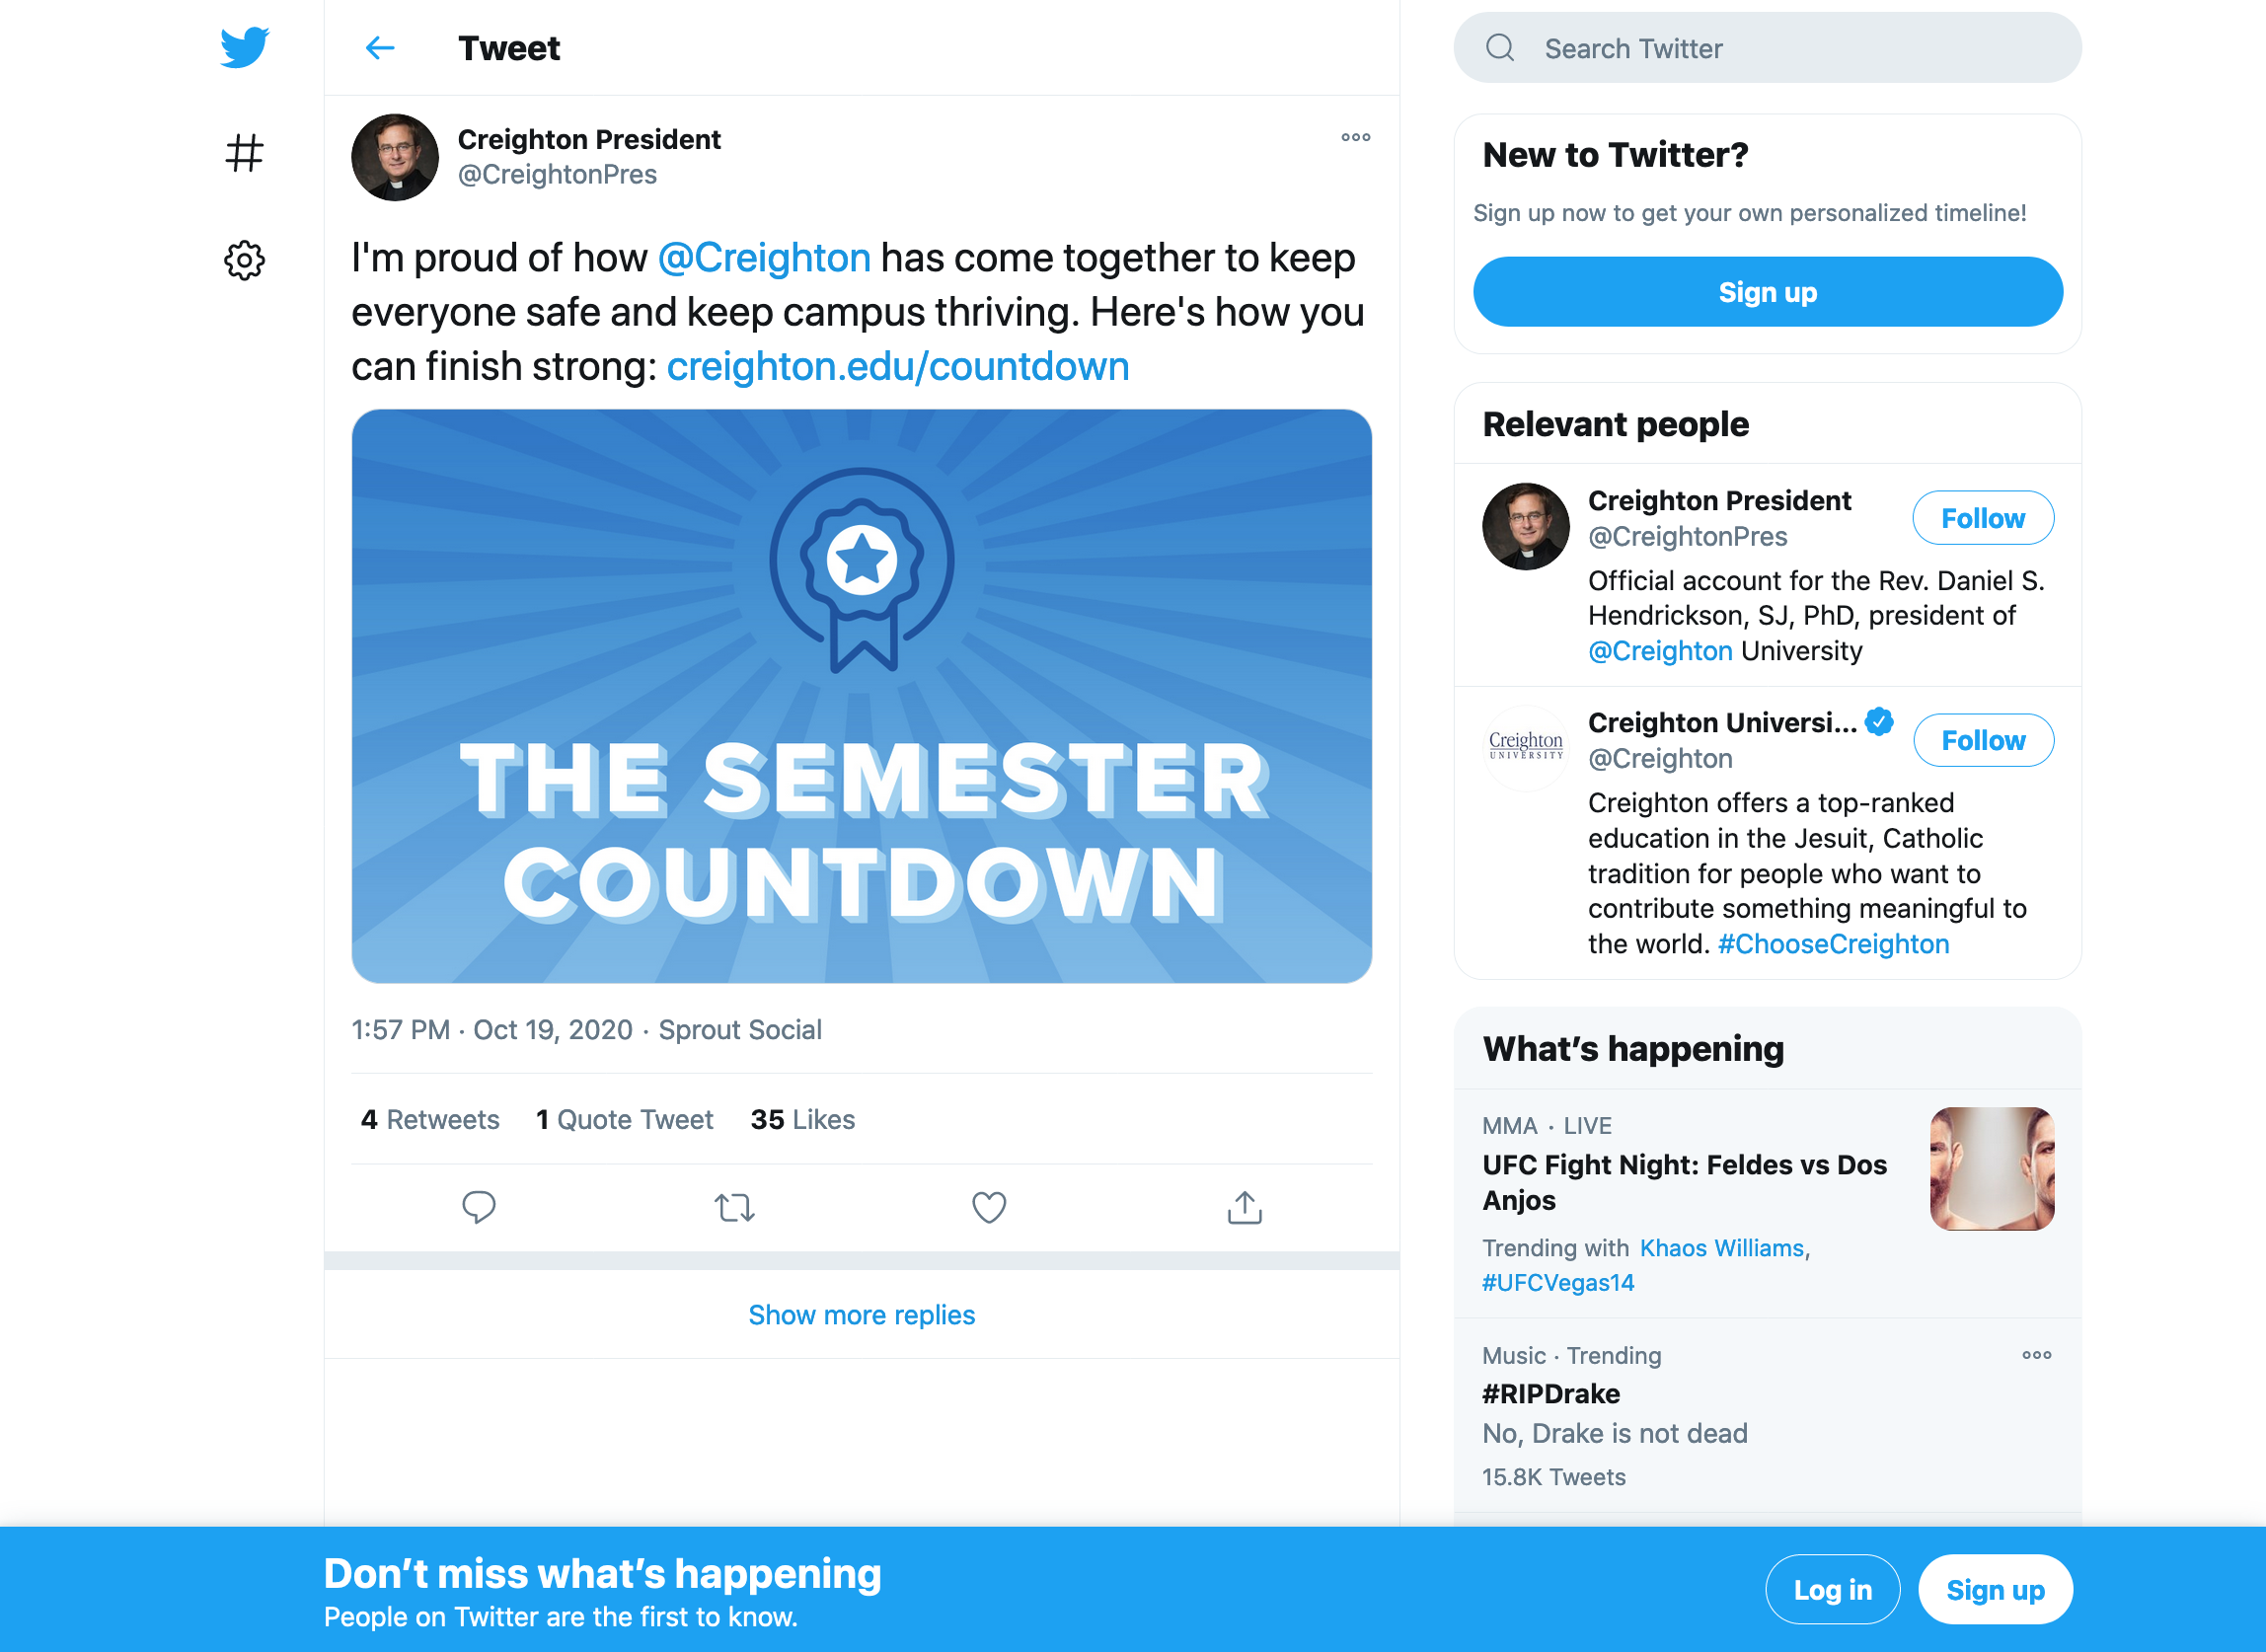 Tweet
Creighton President
@CreightonPres
I'm proud of how @Creighton has come together to keep
everyone safe and keep campus thriving. Here's how you
can finish strong: creighton.edu/countdown
THE SEMESTER
COUNTDOWN
1:57 PM · Oct 19, 2020 · Sprout Social
4 Retweets 1 Quote Tweet 35 Likes
Show more replies
Search Twitter
New to Twitter?
Sign up now to get your own personalized timeline!
Sign up
Relevant people
Creighton President
@CreightonPres
Follow
Official account for the Rev. Daniel S.
Hendrickson, SJ, PhD, president of
@Creighton University
Creighton
UNIVERSITY
Creighton Universi...
@Creighton
Follow
Creighton offers a top-ranked
education in the Jesuit, Catholic
tradition for people who want to
contribute something meaningful to
the world. #ChooseCreighton
What's happening
MMA · LIVE
UFC Fight Night: Feldes vs Dos
Anjos
Trending with Khaos Williams,
#UFCVegas14
Music · Trending
#RIPDrake
No, Drake is not dead
15.8K Tweets
Don't miss what's happening
People on Twitter are the first to know.
Log in
Sign up